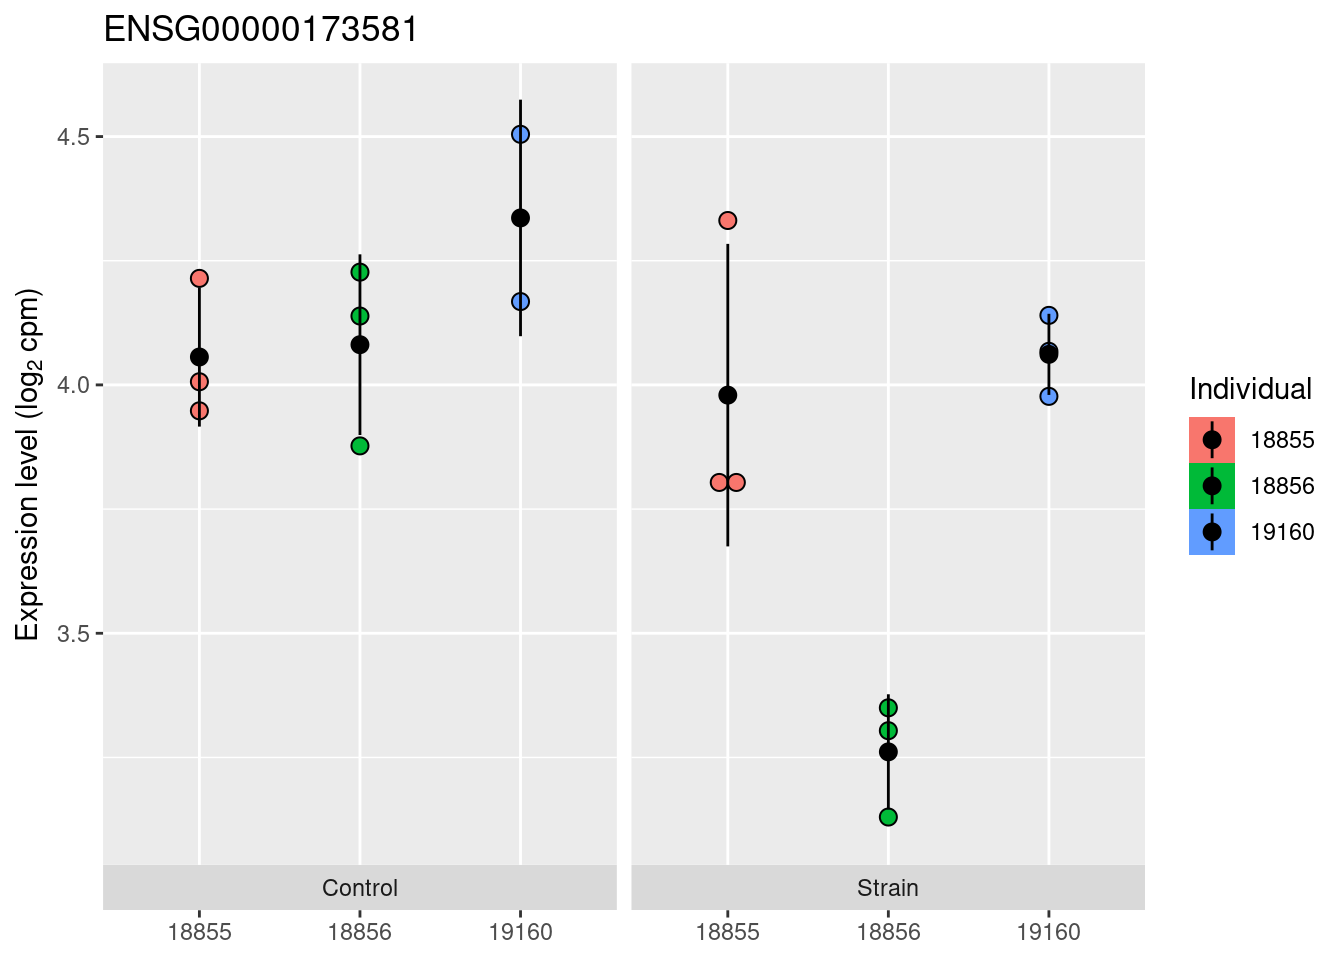 ENSG00000173581
Expression level (log₂ cpm)
4.5
4.0
3.5
Control
Strain
18855
18856
19160
18855
18856
19160
Individual
18855
18856
19160